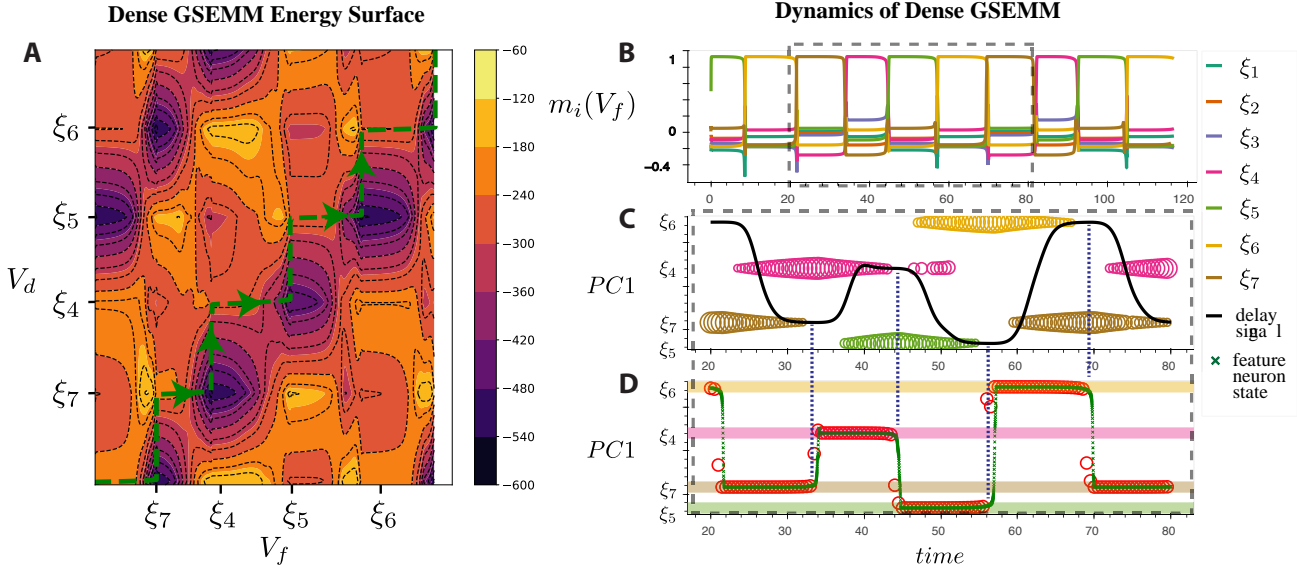 Dense GSEMM Energy Surface
Dynamics of Dense GSEMM
A
ξ6
ξ5
V_d
ξ4
ξ7
ξ7 ξ4 ξ5 ξ6
V_f
−60
−120
−180
−240
−300
−360
−420
−480
−540
−600
B
m_i(V_f)
1
0
−0.4
0 20 40 60 80 100 120
C
PC1
ξ6
ξ4
ξ7
ξ5
20 30 40 50 60 70 80
D
PC1
ξ6
ξ4
ξ7
ξ5
20 30 40 50 60 70 80
time
ξ1
ξ2
ξ3
ξ4
ξ5
ξ6
ξ7
delay
signal
feature
neuron
state